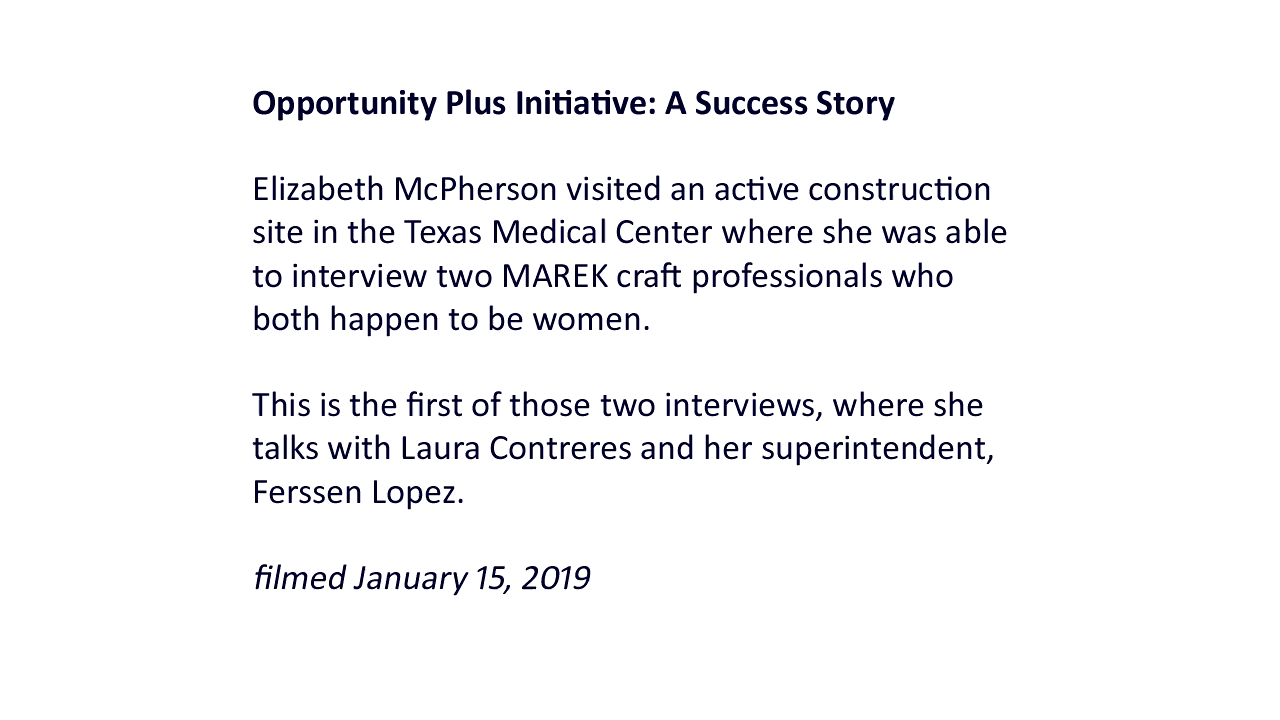 Opportunity Plus Initiative: A Success Story
Elizabeth McPherson visited an active construction
site in the Texas Medical Center where she was able
to interview two MAREK craft professionals who
both happen to be women.
This is the first of those two interviews, where she
talks with Laura Contreres and her superintendent,
Ferssen Lopez.
filmed January 15, 2019